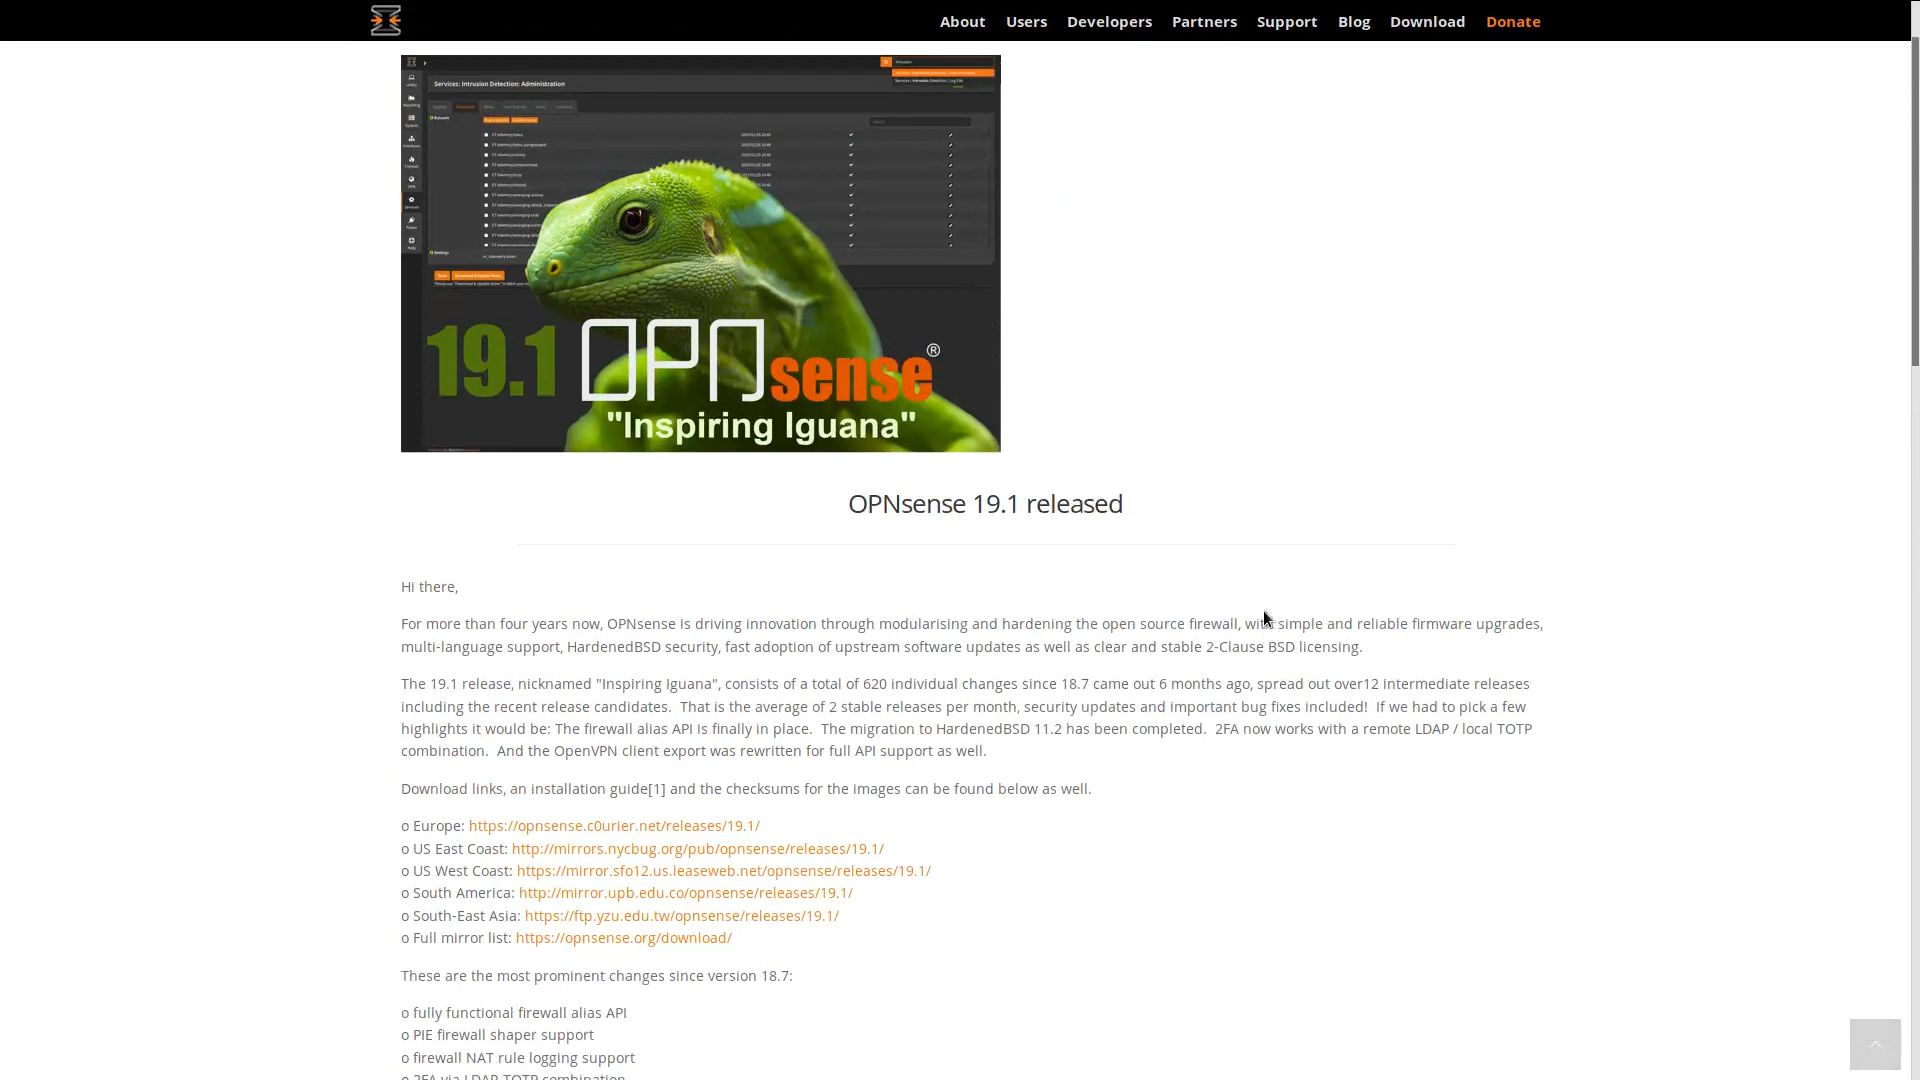 About Users Developers Partners Support Blog Download Donate
Services: Intrusion Detection: Administration
19.1 OPNsense®
"Inspiring Iguana"
OPNsense 19.1 released
Hi there,
For more than four years now, OPNsense is driving innovation through modularising and hardening the open source firewall, with simple and reliable firmware upgrades,
multi-language support, HardenedBSD security, fast adoption of upstream software updates as well as clear and stable 2-Clause BSD licensing.
The 19.1 release, nicknamed "Inspiring Iguana", consists of a total of 620 individual changes since 18.7 came out 6 months ago, spread out over12 intermediate releases
including the recent release candidates.  That is the average of 2 stable releases per month, security updates and important bug fixes included!  If we had to pick a few
highlights it would be: The firewall alias API is finally in place.  The migration to HardenedBSD 11.2 has been completed.  2FA now works with a remote LDAP / local TOTP
combination.  And the OpenVPN client export was rewritten for full API support as well.
Download links, an installation guide[1] and the checksums for the images can be found below as well.
o Europe: https://opnsense.c0urier.net/releases/19.1/
o US East Coast: http://mirrors.nycbug.org/pub/opnsense/releases/19.1/
o US West Coast: https://mirror.sfo12.us.leaseweb.net/opnsense/releases/19.1/
o South America: http://mirror.upb.edu.co/opnsense/releases/19.1/
o South-East Asia: https://ftp.yzu.edu.tw/opnsense/releases/19.1/
o Full mirror list: https://opnsense.org/download/
These are the most prominent changes since version 18.7:
o fully functional firewall alias API
o PIE firewall shaper support
o firewall NAT rule logging support
o 2FA via LDAP-TOTP combination